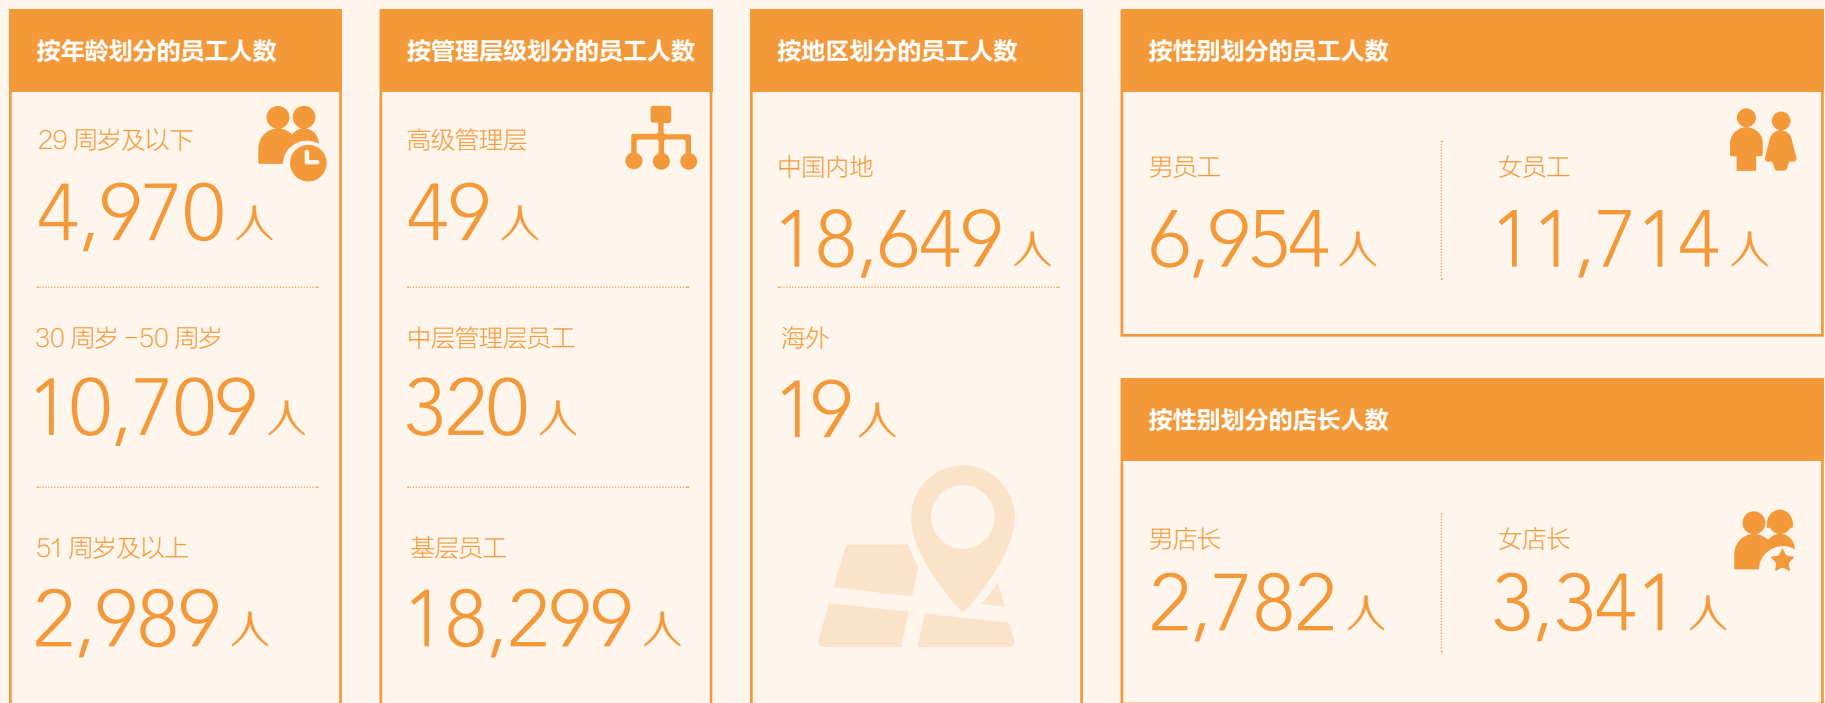 按年龄划分的员工人数
29 周岁及以下
4,970 人
30 周岁 -50 周岁
10,709 人
51 周岁及以上
2,989 人
按管理层级划分的员工人数
高级管理层
49 人
中层管理层员工
320 人
基层员工
18,299 人
按地区划分的员工人数
中国内地
18,649 人
海外
19 人
按性别划分的员工人数
男员工
6,954 人
女员工
11,714 人
按性别划分的店长人数
男店长
2,782 人
女店长
3,341 人